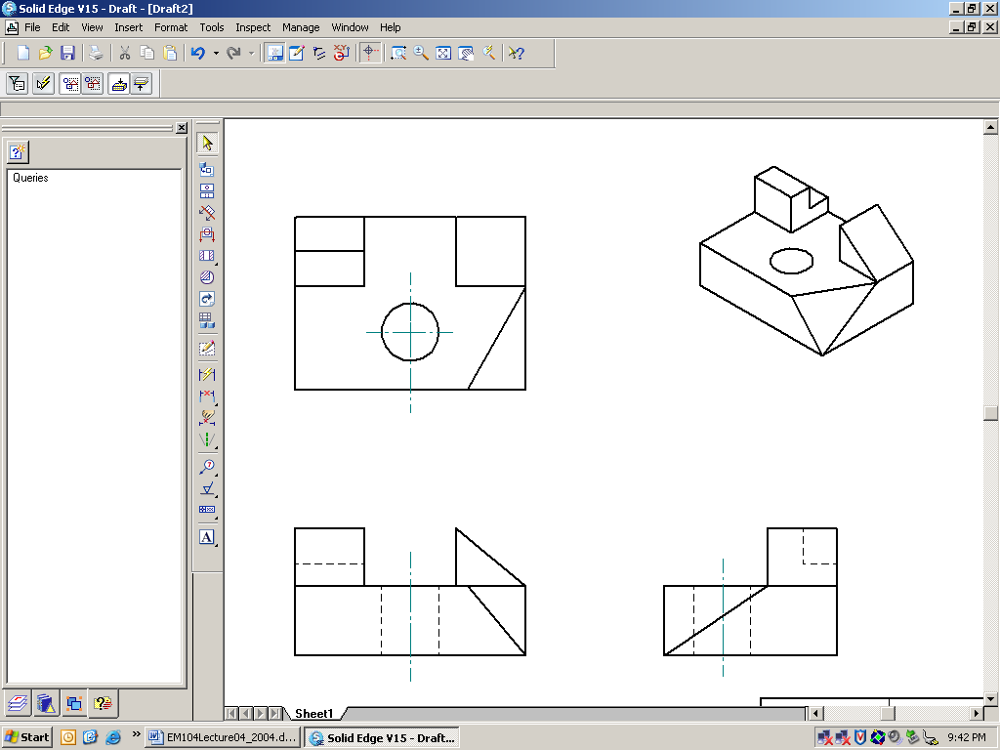 Solid Edge V15 - Draft - [Draft2]
File Edit View Insert Format Tools Inspect Manage Window Help
Queries
A
Sheet1
Start
EM104Lecture04_2004.d...
Solid Edge V15 - Draft...
9:42 PM